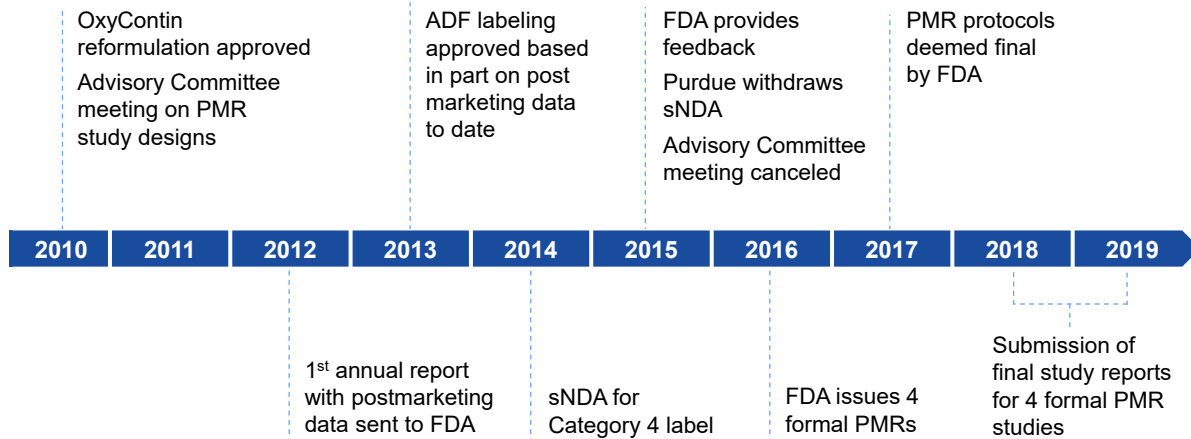 OxyContin
reformulation approved
Advisory Committee
meeting on PMR
study designs
ADF labeling
approved based
in part on post
marketing data
to date
FDA provides
feedback
Purdue withdraws
sNDA
Advisory Committee
meeting canceled
PMR protocols
deemed final
by FDA
2010 2011 2012 2013 2014 2015 2016 2017 2018 2019
1st annual report
with postmarketing
data sent to FDA
sNDA for
Category 4 label
FDA issues 4
formal PMRs
Submission of
final study reports
for 4 formal PMR
studies